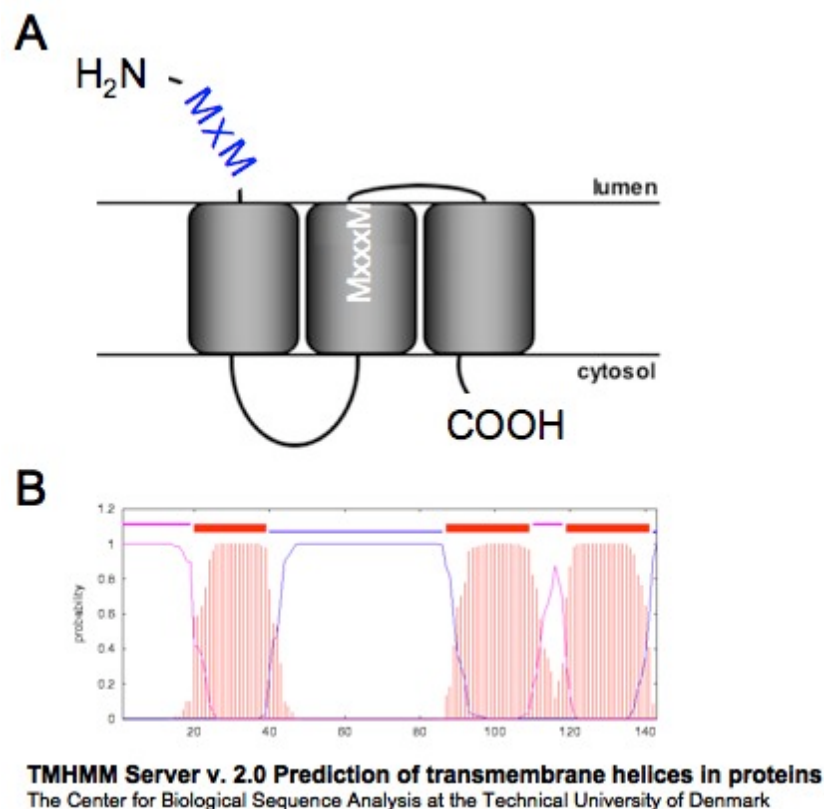 A
H₂N
MXM
lumen
MxxxM
cytosol
COOH
B
1.2
1
0.8
0.6
0.4
0.2
0
probability
20 40 60 80 100 120 140
TMHMM Server v. 2.0 Prediction of transmembrane helices in proteins
The Center for Biological Sequence Analysis at the Technical University of Denmark